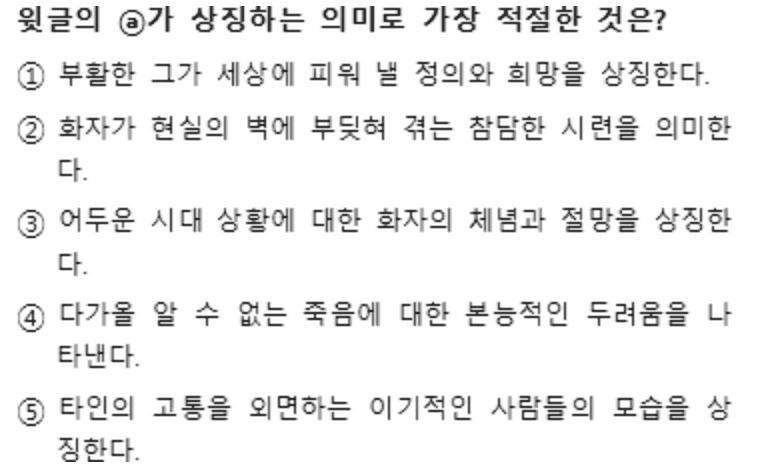 윗글의 ⓐ가 상징하는 의미로 가장 적절한 것은?
① 부활한 그가 세상에 피워 낼 정의와 희망을 상징한다.
② 화자가 현실의 벽에 부딪혀 겪는 참담한 시련을 의미한
다.
③ 어두운 시대 상황에 대한 화자의 체념과 절망을 상징한
다.
④ 다가올 알 수 없는 죽음에 대한 본능적인 두려움을 나
타낸다.
⑤ 타인의 고통을 외면하는 이기적인 사람들의 모습을 상
징한다.